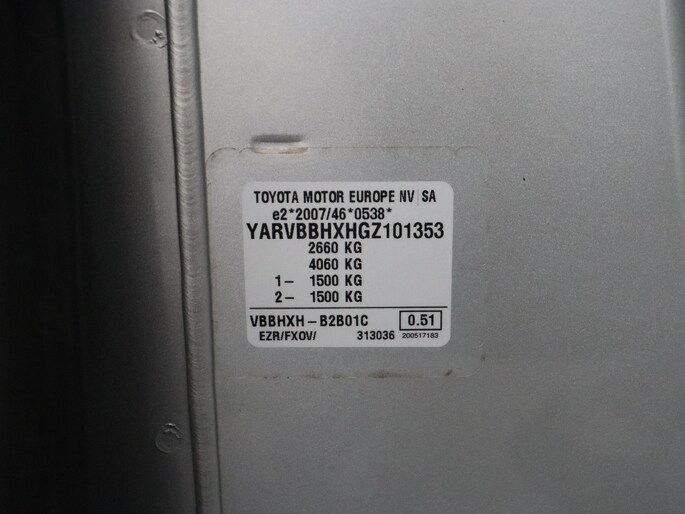 TOYOTA MOTOR EUROPE NV/SA
e2*2007/46*0538*
YARVBBHXHGZ101353
2660 KG
4060 KG
1- 1500 KG
2- 1500 KG
VBBHXH-B2B01C 0.51
EZR/FXOV/ 313036 200517183